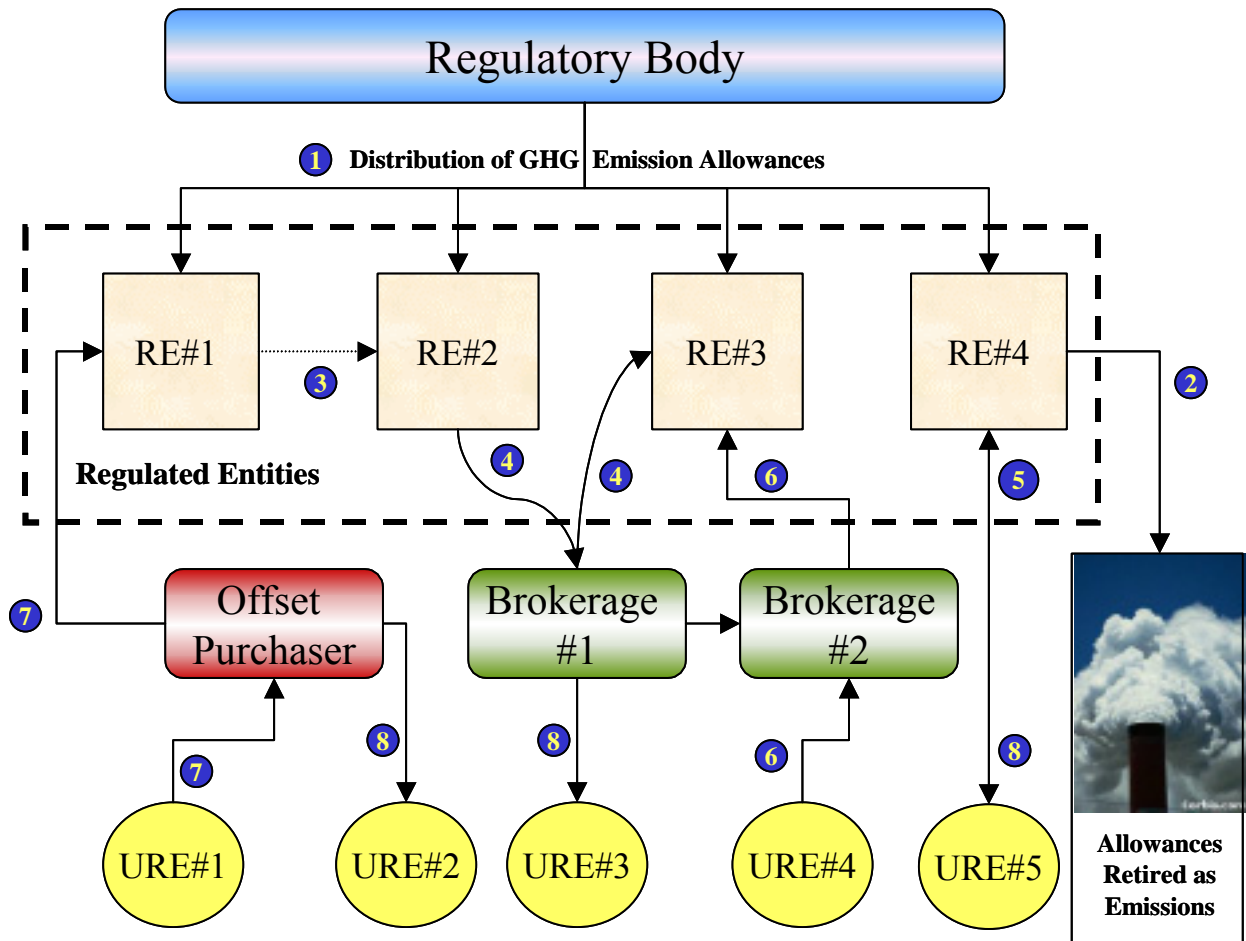 Regulatory Body
1 Distribution of GHG Emission Allowances
RE#1
RE#2
RE#3
RE#4
3
2
4
4
6
5
Regulated Entities
7
Offset
Purchaser
Brokerage
#1
Brokerage
#2
7
8
8
6
8
URE#1
URE#2
URE#3
URE#4
URE#5
Allowances
Retired as
Emissions